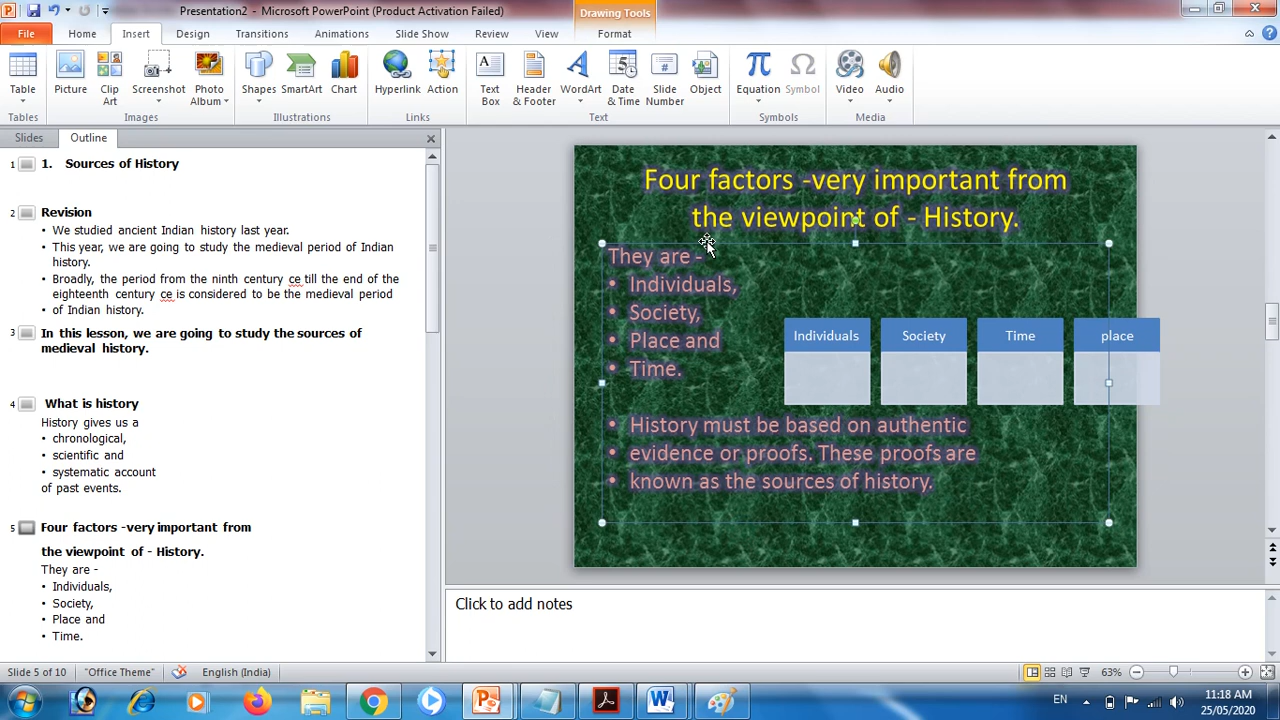 Presentation2 - Microsoft PowerPoint (Product Activation Failed)
Drawing Tools
File Home Insert Design Transitions Animations Slide Show Review View Format
Table
Picture
Clip Art
Screenshot
Photo Album
Shapes
SmartArt
Chart
Hyperlink
Action
Text Box
Header & Footer
WordArt
Date & Time
Slide Number
Object
Equation
Symbol
Video
Audio
Tables Images Illustrations Links Text Symbols Media
Slides Outline
1 1. Sources of History
2 Revision
• We studied ancient Indian history last year.
• This year, we are going to study the medieval period of Indian
history.
• Broadly, the period from the ninth century ce till the end of the
eighteenth century ce is considered to be the medieval period
• of Indian history.
3 In this lesson, we are going to study the sources of
medieval history.
4 What is history
History gives us a
• chronological,
• scientific and
• systematic account
of past events.
5 Four factors -very important from
the viewpoint of - History.
They are -
• Individuals,
• Society,
• Place and
• Time.
Four factors -very important from
the viewpoint of - History.
They are -
• Individuals,
• Society,
• Place and
• Time.
Individuals Society Time place
• History must be based on authentic
• evidence or proofs. These proofs are
• known as the sources of history.
Click to add notes
Slide 5 of 10 "Office Theme" English (India) 63%
EN 11:18 AM
25/05/2020